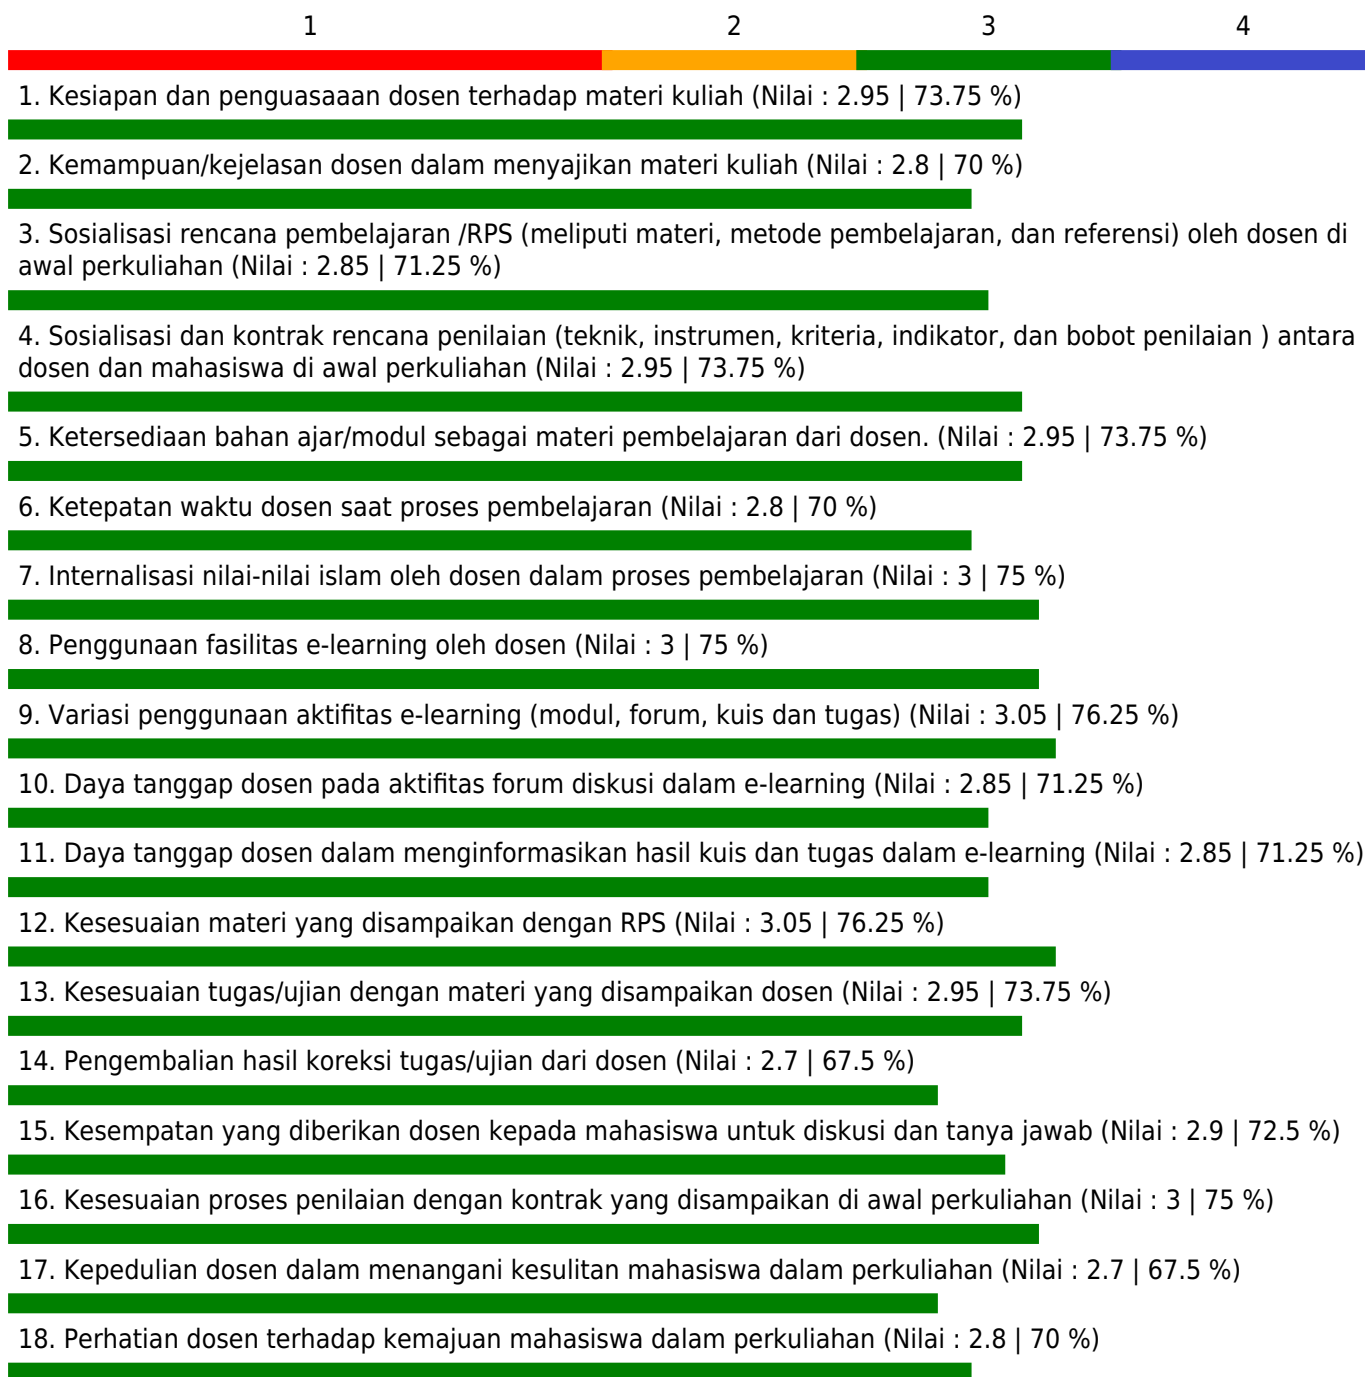 1 2 3 4
1. Kesiapan dan penguasaaan dosen terhadap materi kuliah (Nilai : 2.95 | 73.75 %)
2. Kemampuan/kejelasan dosen dalam menyajikan materi kuliah (Nilai : 2.8 | 70 %)
3. Sosialisasi rencana pembelajaran /RPS (meliputi materi, metode pembelajaran, dan referensi) oleh dosen di
awal perkuliahan (Nilai : 2.85 | 71.25 %)
4. Sosialisasi dan kontrak rencana penilaian (teknik, instrumen, kriteria, indikator, dan bobot penilaian ) antara
dosen dan mahasiswa di awal perkuliahan (Nilai : 2.95 | 73.75 %)
5. Ketersediaan bahan ajar/modul sebagai materi pembelajaran dari dosen. (Nilai : 2.95 | 73.75 %)
6. Ketepatan waktu dosen saat proses pembelajaran (Nilai : 2.8 | 70 %)
7. Internalisasi nilai-nilai islam oleh dosen dalam proses pembelajaran (Nilai : 3 | 75 %)
8. Penggunaan fasilitas e-learning oleh dosen (Nilai : 3 | 75 %)
9. Variasi penggunaan aktifitas e-learning (modul, forum, kuis dan tugas) (Nilai : 3.05 | 76.25 %)
10. Daya tanggap dosen pada aktifitas forum diskusi dalam e-learning (Nilai : 2.85 | 71.25 %)
11. Daya tanggap dosen dalam menginformasikan hasil kuis dan tugas dalam e-learning (Nilai : 2.85 | 71.25 %)
12. Kesesuaian materi yang disampaikan dengan RPS (Nilai : 3.05 | 76.25 %)
13. Kesesuaian tugas/ujian dengan materi yang disampaikan dosen (Nilai : 2.95 | 73.75 %)
14. Pengembalian hasil koreksi tugas/ujian dari dosen (Nilai : 2.7 | 67.5 %)
15. Kesempatan yang diberikan dosen kepada mahasiswa untuk diskusi dan tanya jawab (Nilai : 2.9 | 72.5 %)
16. Kesesuaian proses penilaian dengan kontrak yang disampaikan di awal perkuliahan (Nilai : 3 | 75 %)
17. Kepedulian dosen dalam menangani kesulitan mahasiswa dalam perkuliahan (Nilai : 2.7 | 67.5 %)
18. Perhatian dosen terhadap kemajuan mahasiswa dalam perkuliahan (Nilai : 2.8 | 70 %)